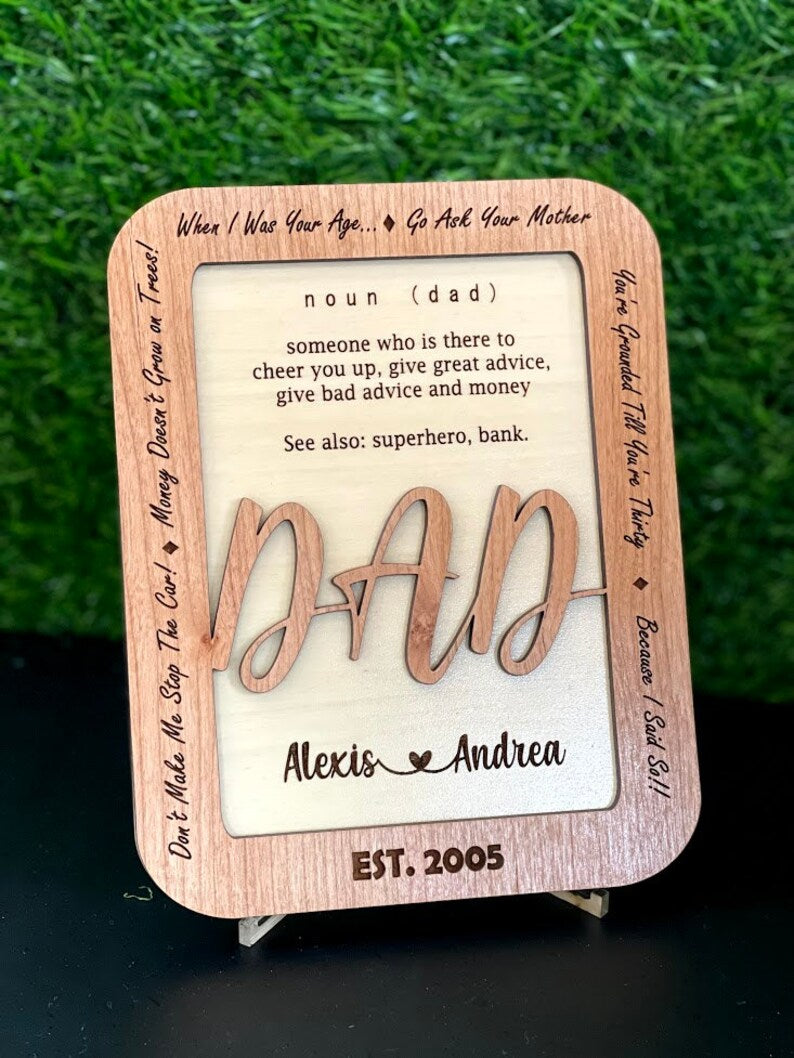 When I Was Your Age... ♦ Go Ask Your Mother
You're Grounded Till You're Thirty ♦ Because I Said So!!
Don't Make Me Stop The Car! ♦ Money Doesn't Grow on Trees!
noun (dad)
someone who is there to
cheer you up, give great advice,
give bad advice and money
See also: superhero, bank.
DAD
Alexis Andrea
EST. 2005